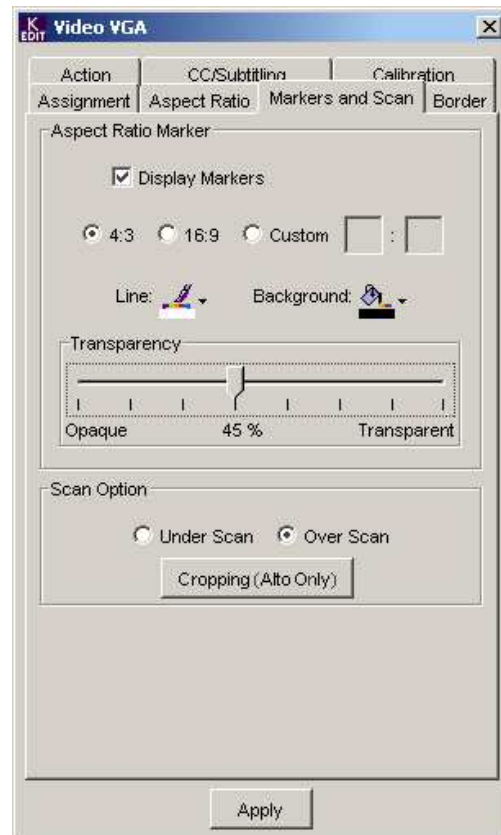 K EDIT Video VGA
Action CC/Subtitling Calibration
Assignment Aspect Ratio Markers and Scan Border
Aspect Ratio Marker
Display Markers
4:3 16:9 Custom :
Line: Background:
Transparency
Opaque 45 % Transparent
Scan Option
Under Scan Over Scan
Cropping (Alto Only)
Apply